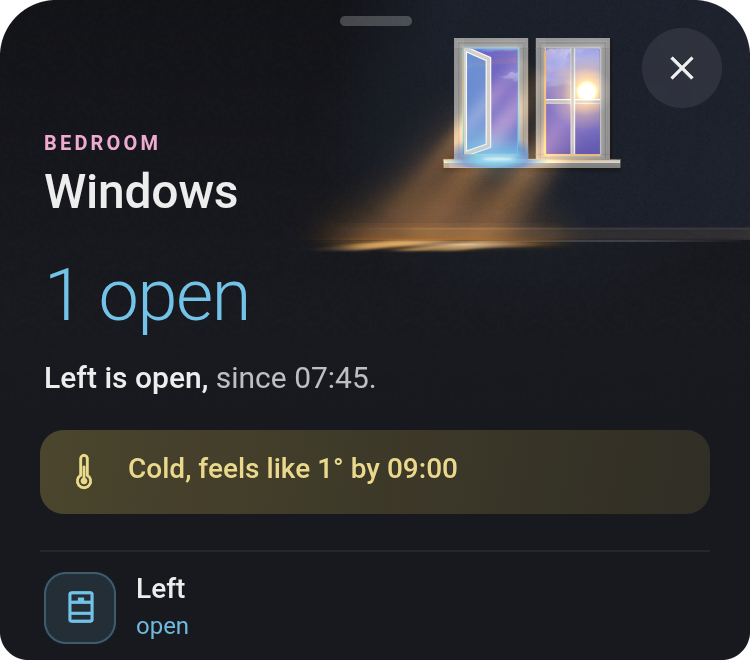 BEDROOM
Windows
1 open
Left is open, since 07:45.
Cold, feels like 1° by 09:00
Left
open